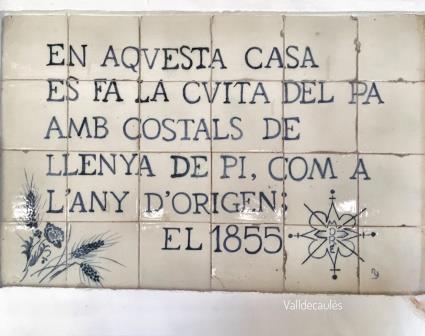 EN AQVESTA CASA
ES FA LA CVITA DEL PA
AMB COSTALS DE
LLENYA DE PI, COM A
L'ANY D'ORIGEN:
EL 1855
Valldecaulès